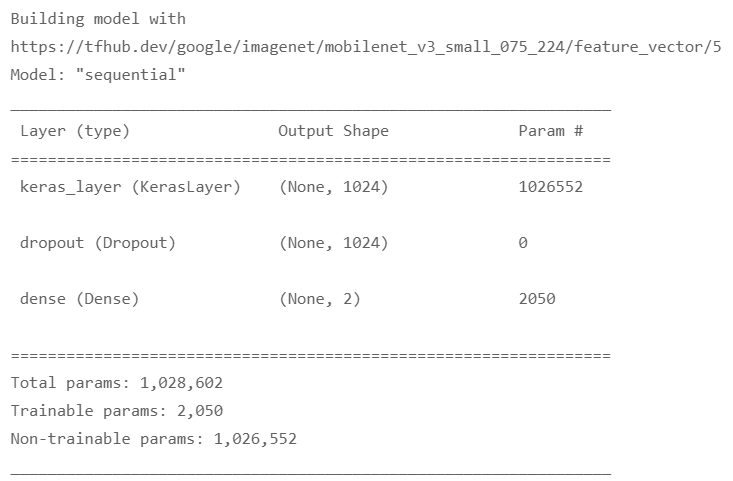 Building model with
https://tfhub.dev/google/imagenet/mobilenet_v3_small_075_224/feature_vector/5
Model: "sequential"
_________________________________________________________________
Layer (type) Output Shape Param #
=================================================================
keras_layer (KerasLayer) (None, 1024) 1026552
dropout (Dropout) (None, 1024) 0
dense (Dense) (None, 2) 2050
=================================================================
Total params: 1,028,602
Trainable params: 2,050
Non-trainable params: 1,026,552
_________________________________________________________________